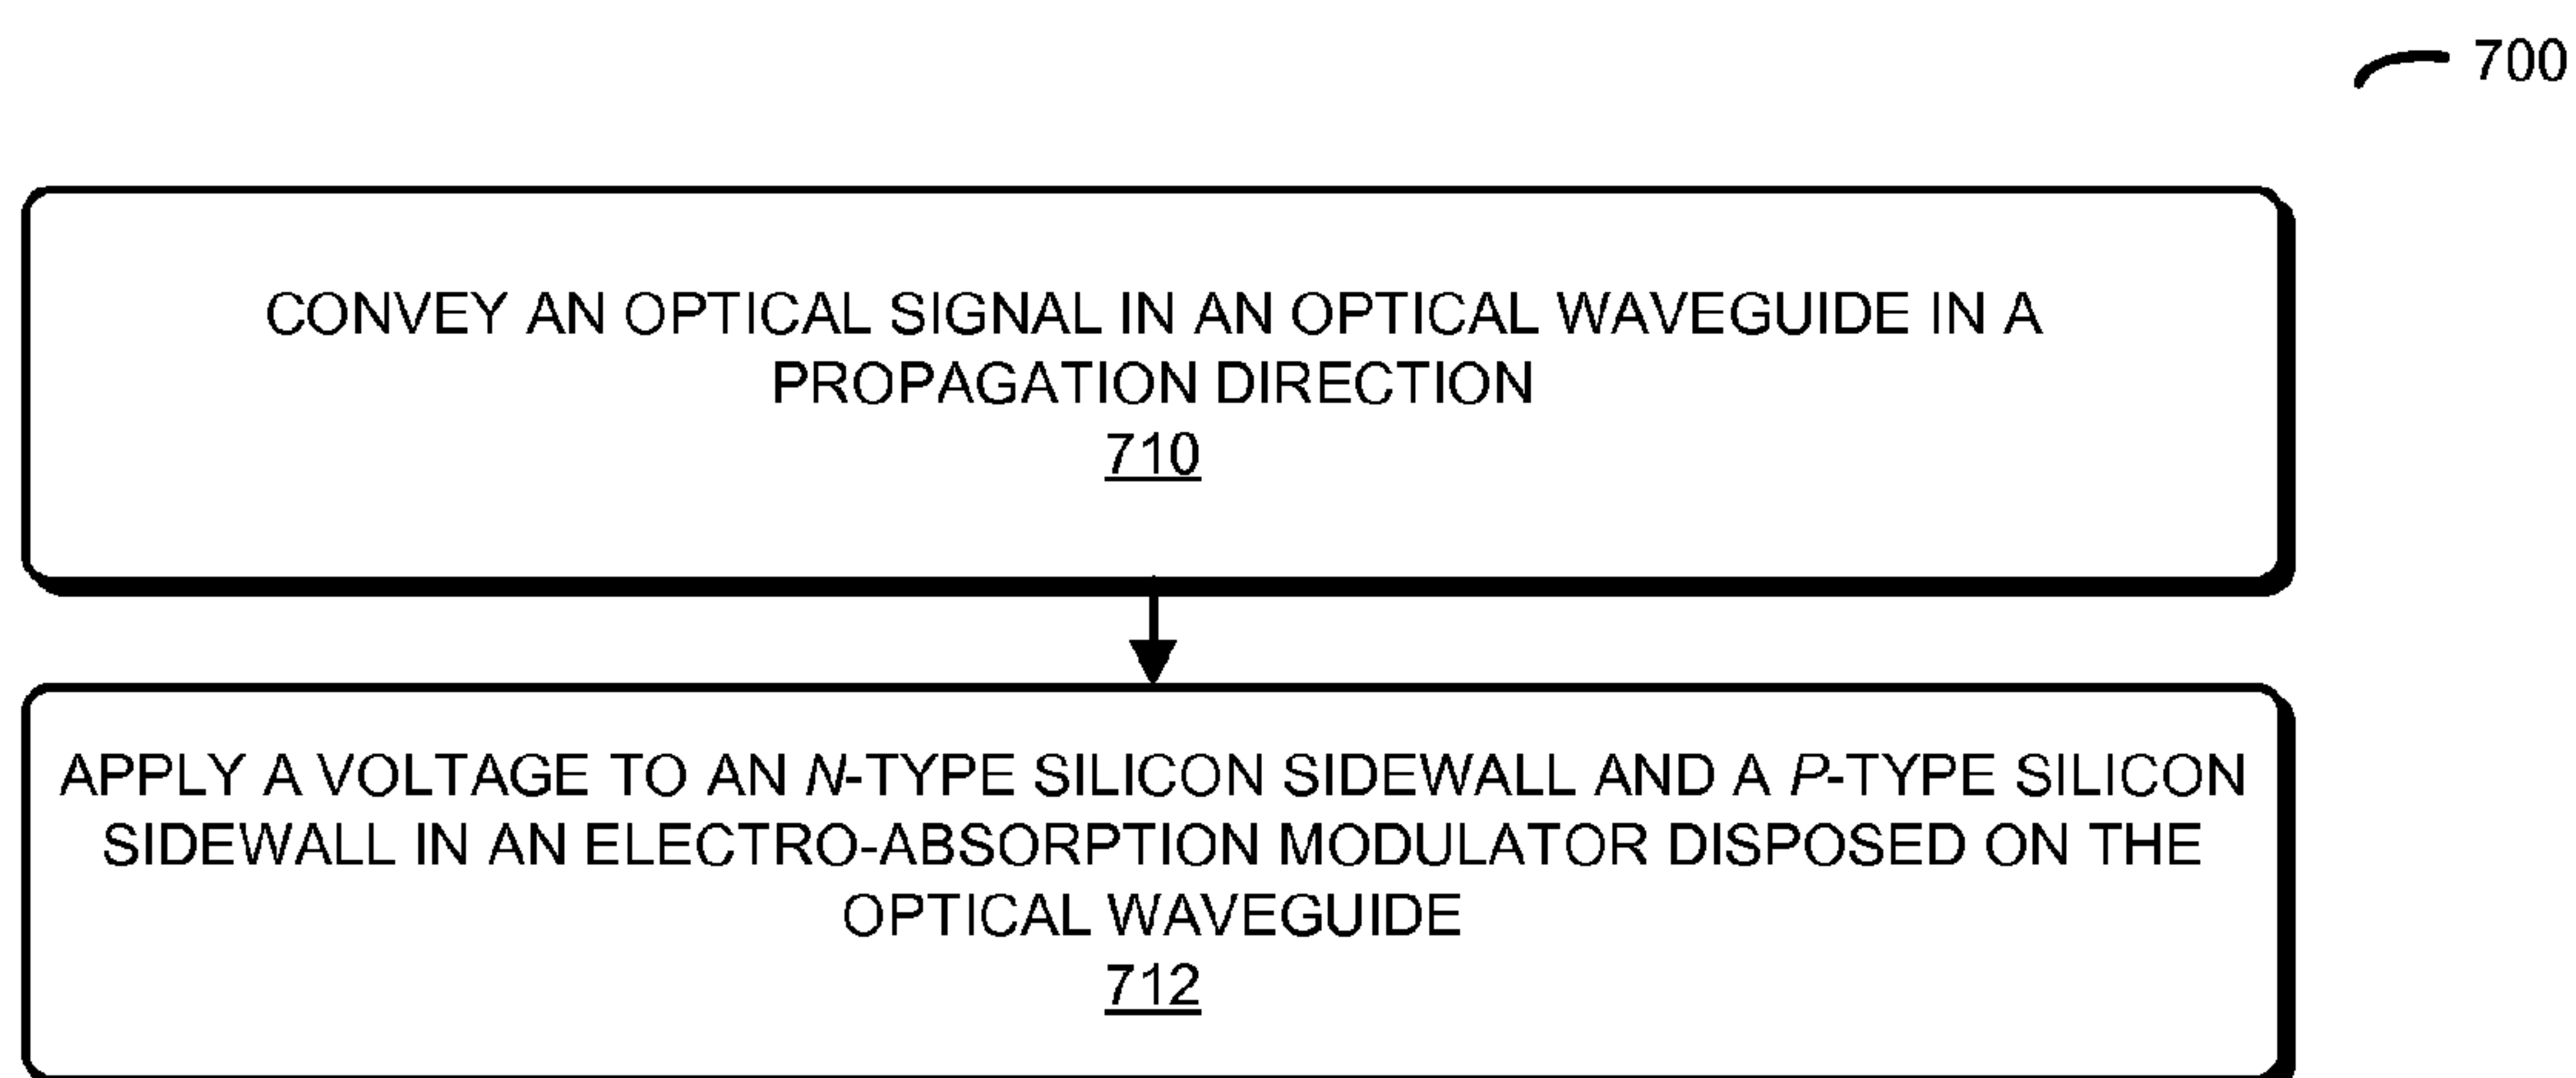 700
CONVEY AN OPTICAL SIGNAL IN AN OPTICAL WAVEGUIDE IN A
PROPAGATION DIRECTION
710
APPLY A VOLTAGE TO AN N-TYPE SILICON SIDEWALL AND A P-TYPE SILICON
SIDEWALL IN AN ELECTRO-ABSORPTION MODULATOR DISPOSED ON THE
OPTICAL WAVEGUIDE
712